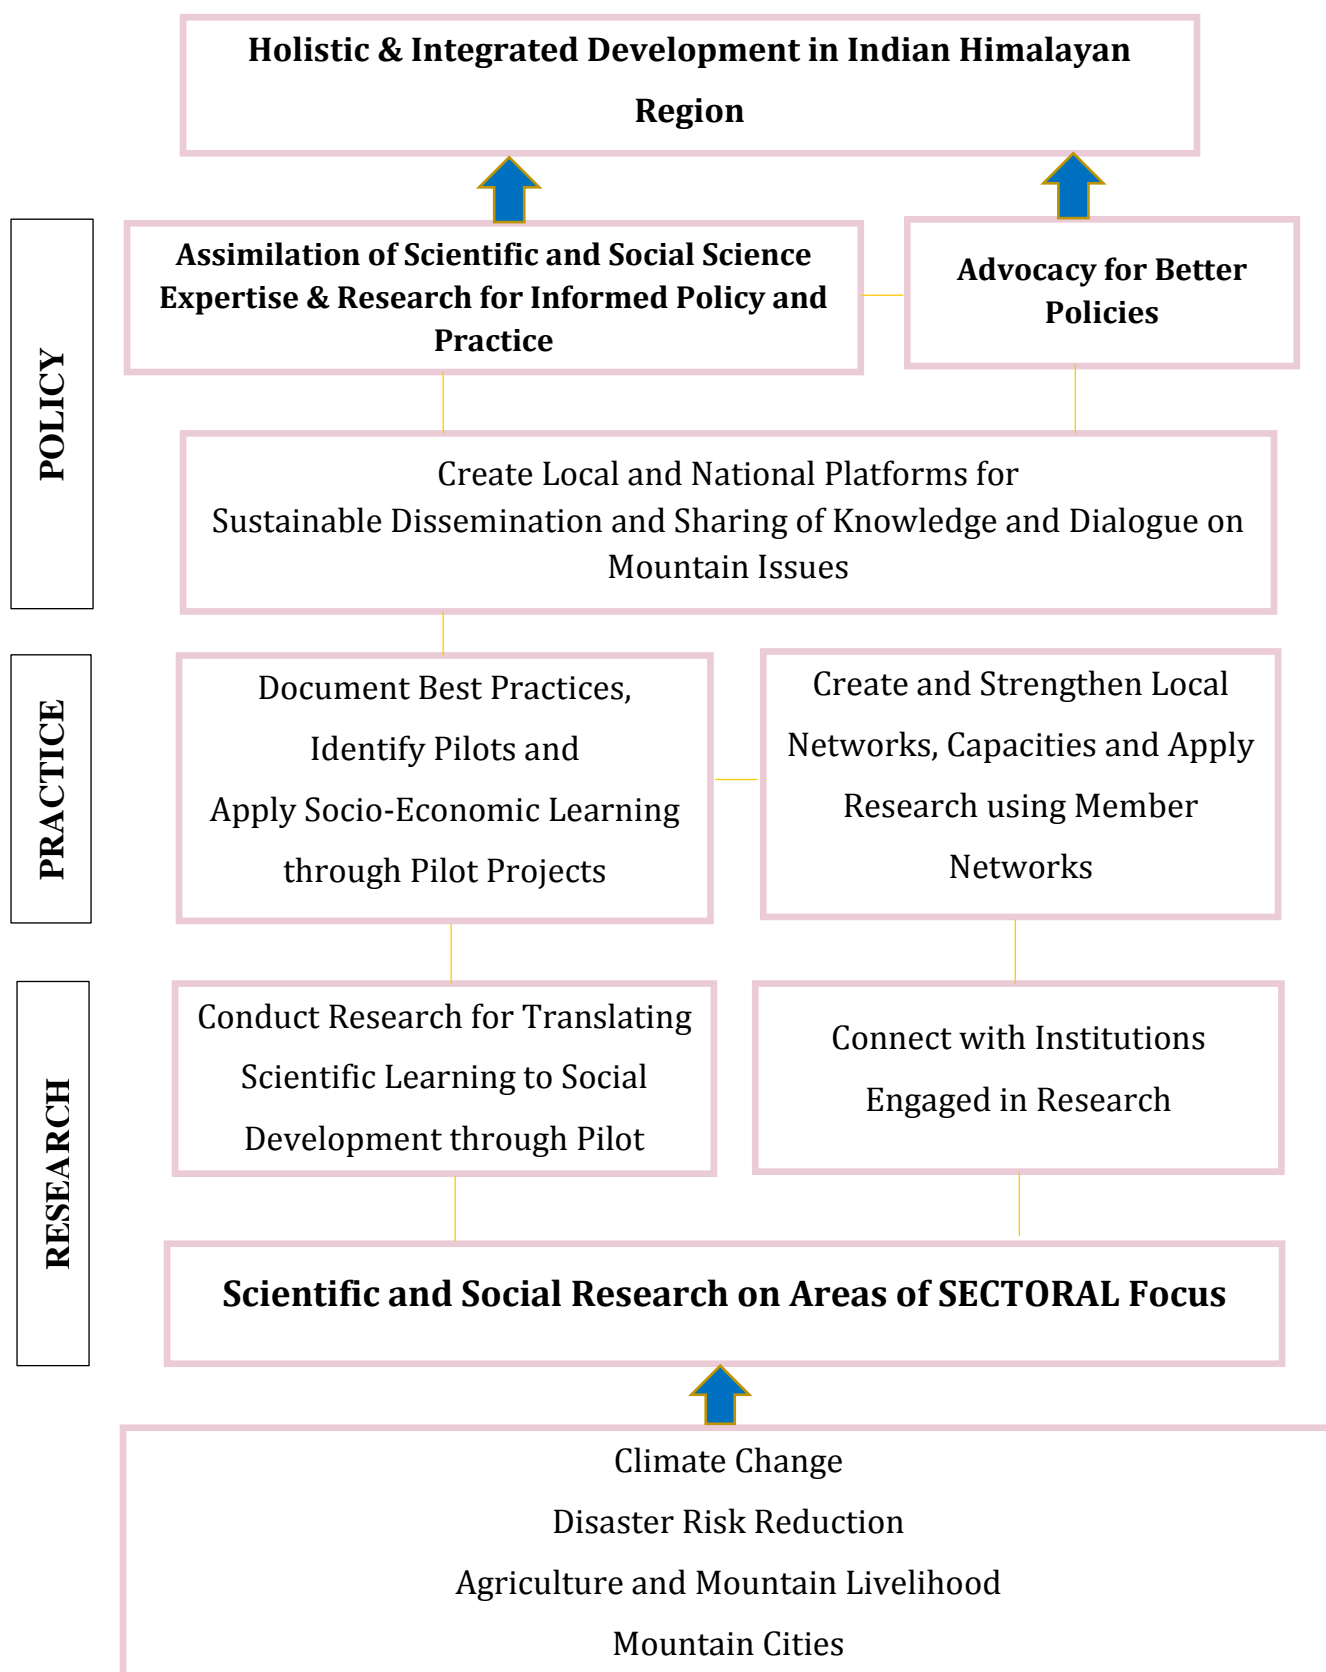 Holistic & Integrated Development in Indian Himalayan
Region
POLICY
Assimilation of Scientific and Social Science
Expertise & Research for Informed Policy and
Practice
Advocacy for Better
Policies
Create Local and National Platforms for
Sustainable Dissemination and Sharing of Knowledge and Dialogue on
Mountain Issues
PRACTICE
Document Best Practices,
Identify Pilots and
Apply Socio-Economic Learning
through Pilot Projects
Create and Strengthen Local
Networks, Capacities and Apply
Research using Member
Networks
RESEARCH
Conduct Research for Translating
Scientific Learning to Social
Development through Pilot
Connect with Institutions
Engaged in Research
Scientific and Social Research on Areas of SECTORAL Focus
Climate Change
Disaster Risk Reduction
Agriculture and Mountain Livelihood
Mountain Cities